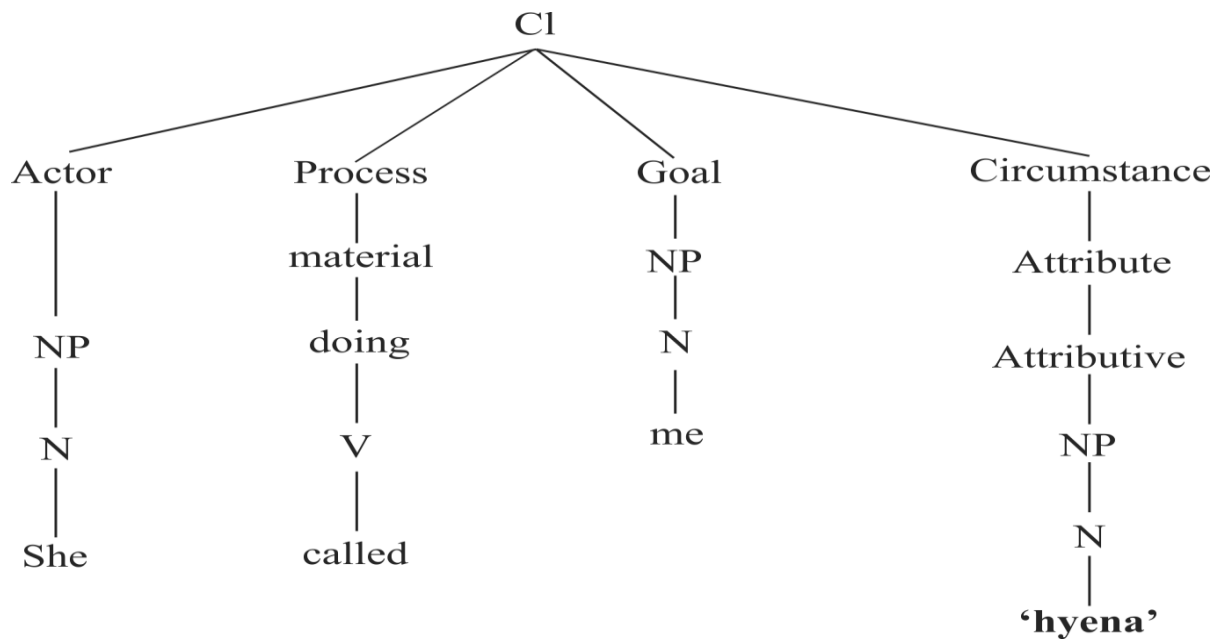 Cl
Actor Process Goal Circumstance
material NP Attribute
NP doing N Attributive
N V me NP
She called N
‘hyena’